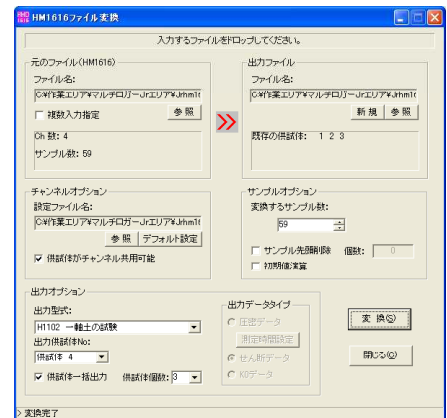 HM1616ファイル変換
入力するファイルをドロップしてください。
元のファイル(HM1616)
ファイル名:
C:¥作業エリア¥マルチロガーJrエリア¥Jrhm1
複数入力指定
参 照
Ch 数: 4
サンプル数: 59
出力ファイル
ファイル名:
C:¥作業エリア¥マルチロガーJrエリア¥Jrhm1
新 規
参 照
既存の供試体: 1 2 3
チャンネルオプション
設定ファイル名:
C:¥作業エリア¥マルチロガーJrエリア¥Jrhm1
参 照
デフォルト設定
供試体がチャンネル共用可能
サンプルオプション
変換するサンプル数:
59
サンプル先頭削除 個数: 0
初期値演算
出力オプション
出力型式:
H1102 一軸土の試験
出力供試体No:
供試体 4
供試体一括出力 供試体個数: 3
出力データタイプ
圧密データ
測定時間設定
せん断データ
K0データ
変 換(S)
閉じる(Q)
> 変換完了